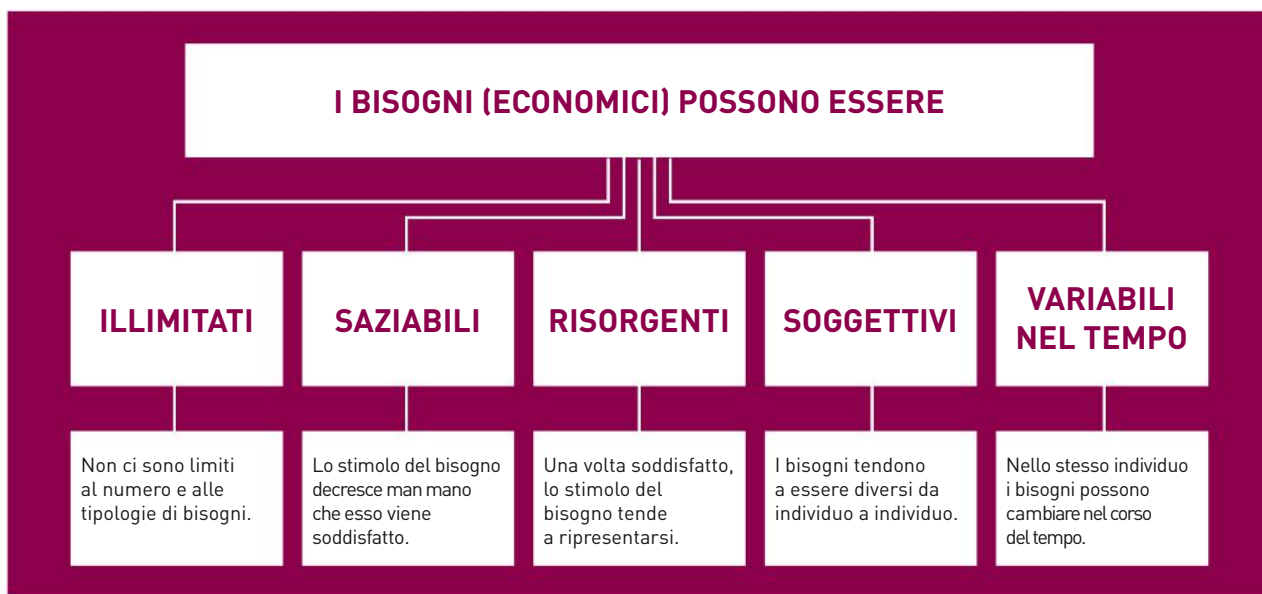 I BISOGNI (ECONOMICI) POSSONO ESSERE
ILLIMITATI
Non ci sono limiti
al numero e alle
tipologie di bisogni.
SAZIABILI
Lo stimolo del bisogno
decresce man mano
che esso viene
soddisfatto.
RISORGENTI
Una volta soddisfatto,
lo stimolo del
bisogno tende
a ripresentarsi.
SOGGETTIVI
I bisogni tendono
a essere diversi da
individuo a individuo.
VARIABILI
NEL TEMPO
Nello stesso individuo
i bisogni possono
cambiare nel corso
del tempo.